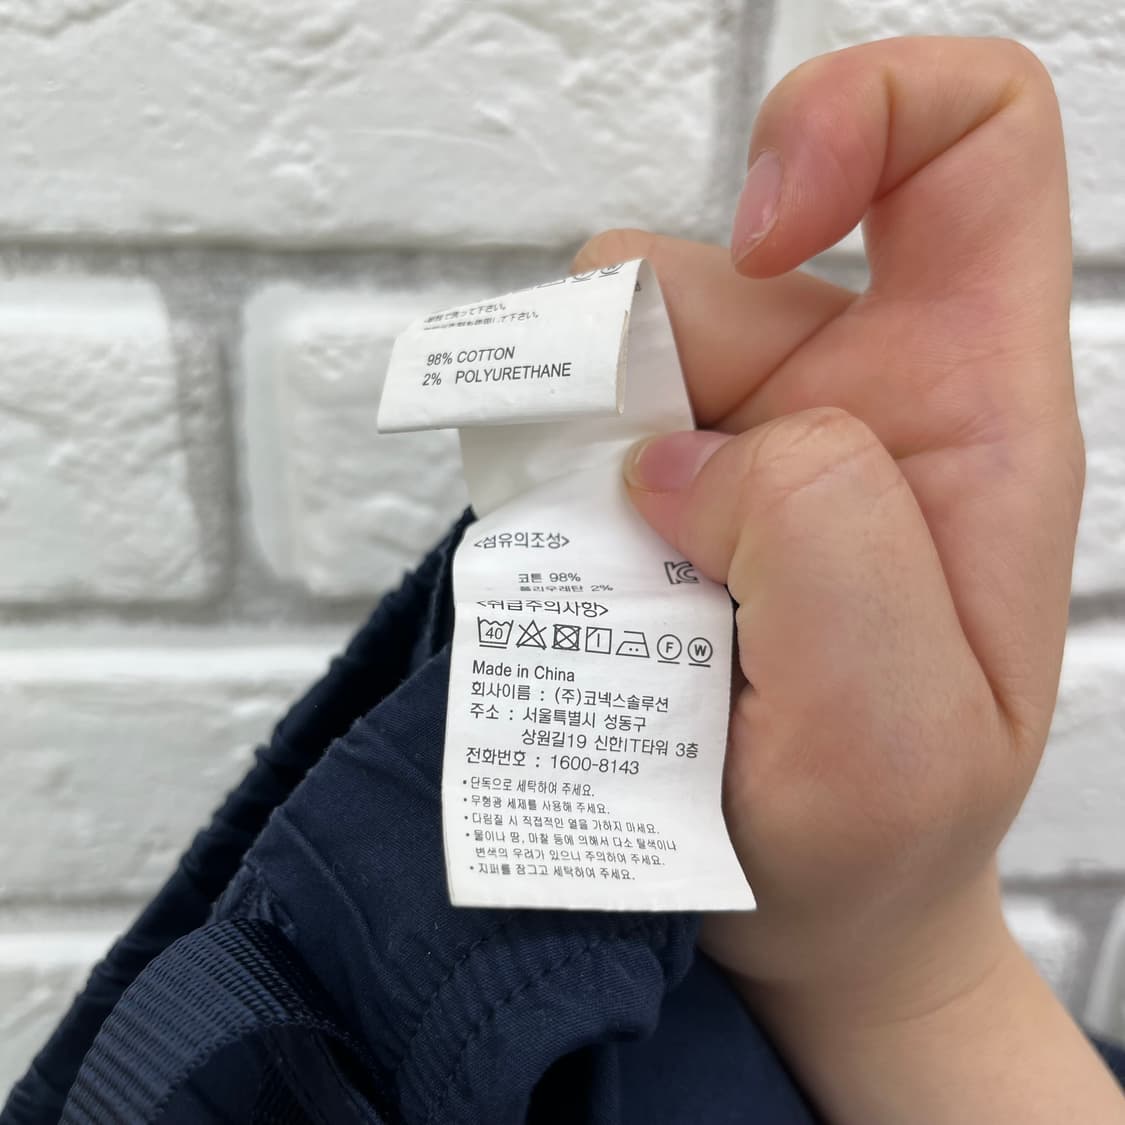 て下さい。
98% COTTON
2% POLYURETHANE
<섬유의조성>
코튼 98%
폴리우레탄 2%
<취급주의사항>
40 F W
Made in China
회사이름 : (주)코넥스솔루션
주소 : 서울특별시 성동구
상원길19 신한IT타워 3층
전화번호 : 1600-8143
• 단독으로 세탁하여 주세요.
• 무형광 세제를 사용해 주세요.
• 다림질 시 직접적인 열을 가하지 마세요.
• 물이나 땀, 마찰 등에 의해서 다소 탈색이나
변색의 우려가 있으니 주의하여 주세요.
• 지퍼를 잠그고 세탁하여 주세요.